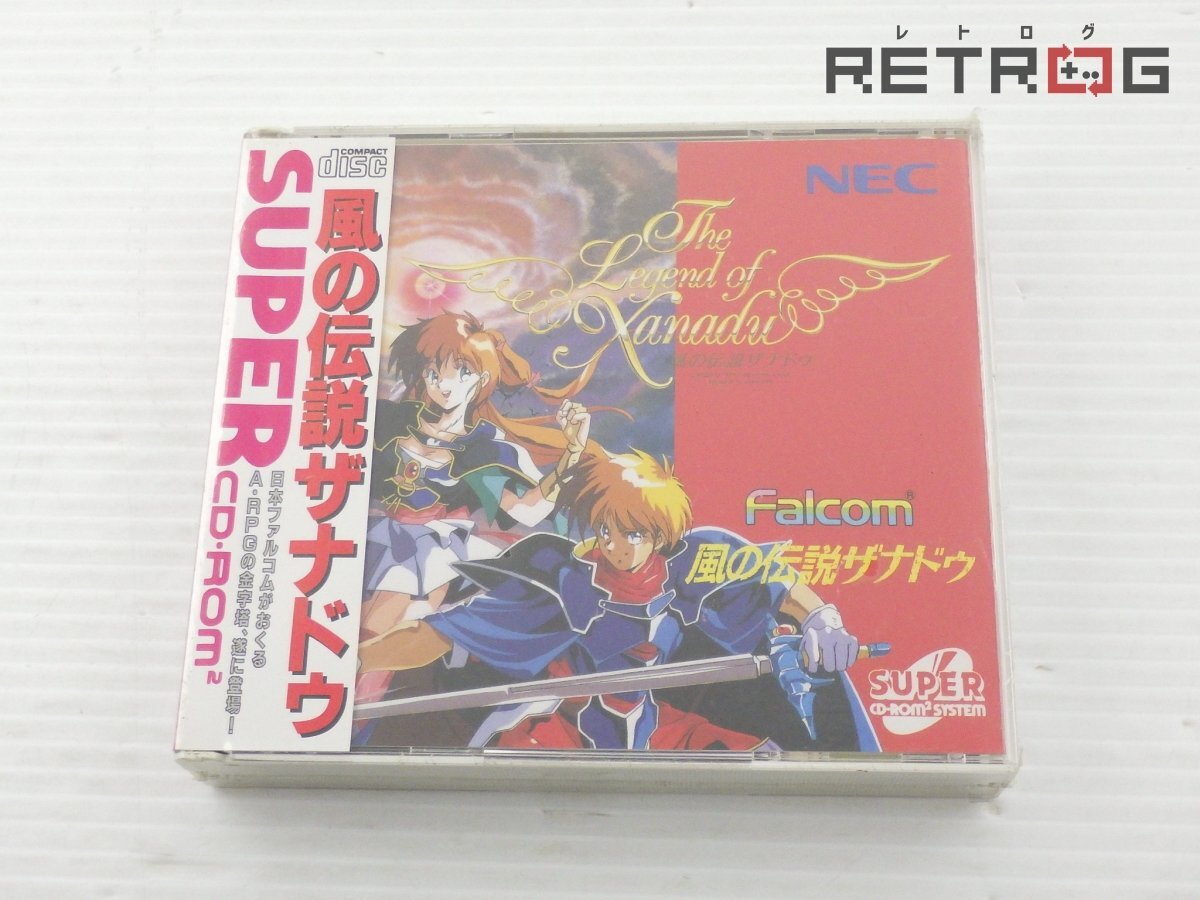 レトログ
RETROG
COMPACT
disc
SUPER
CD-ROM²
風の伝説ザナドゥ
日本ファルコムがおくる
A・RPGの金字塔、遂に登場!
NEC
The
Legend of
Xanadu
風の伝説ザナドゥ
Falcom®
風の伝説ザナドゥ
SUPER
CD-ROM² SYSTEM